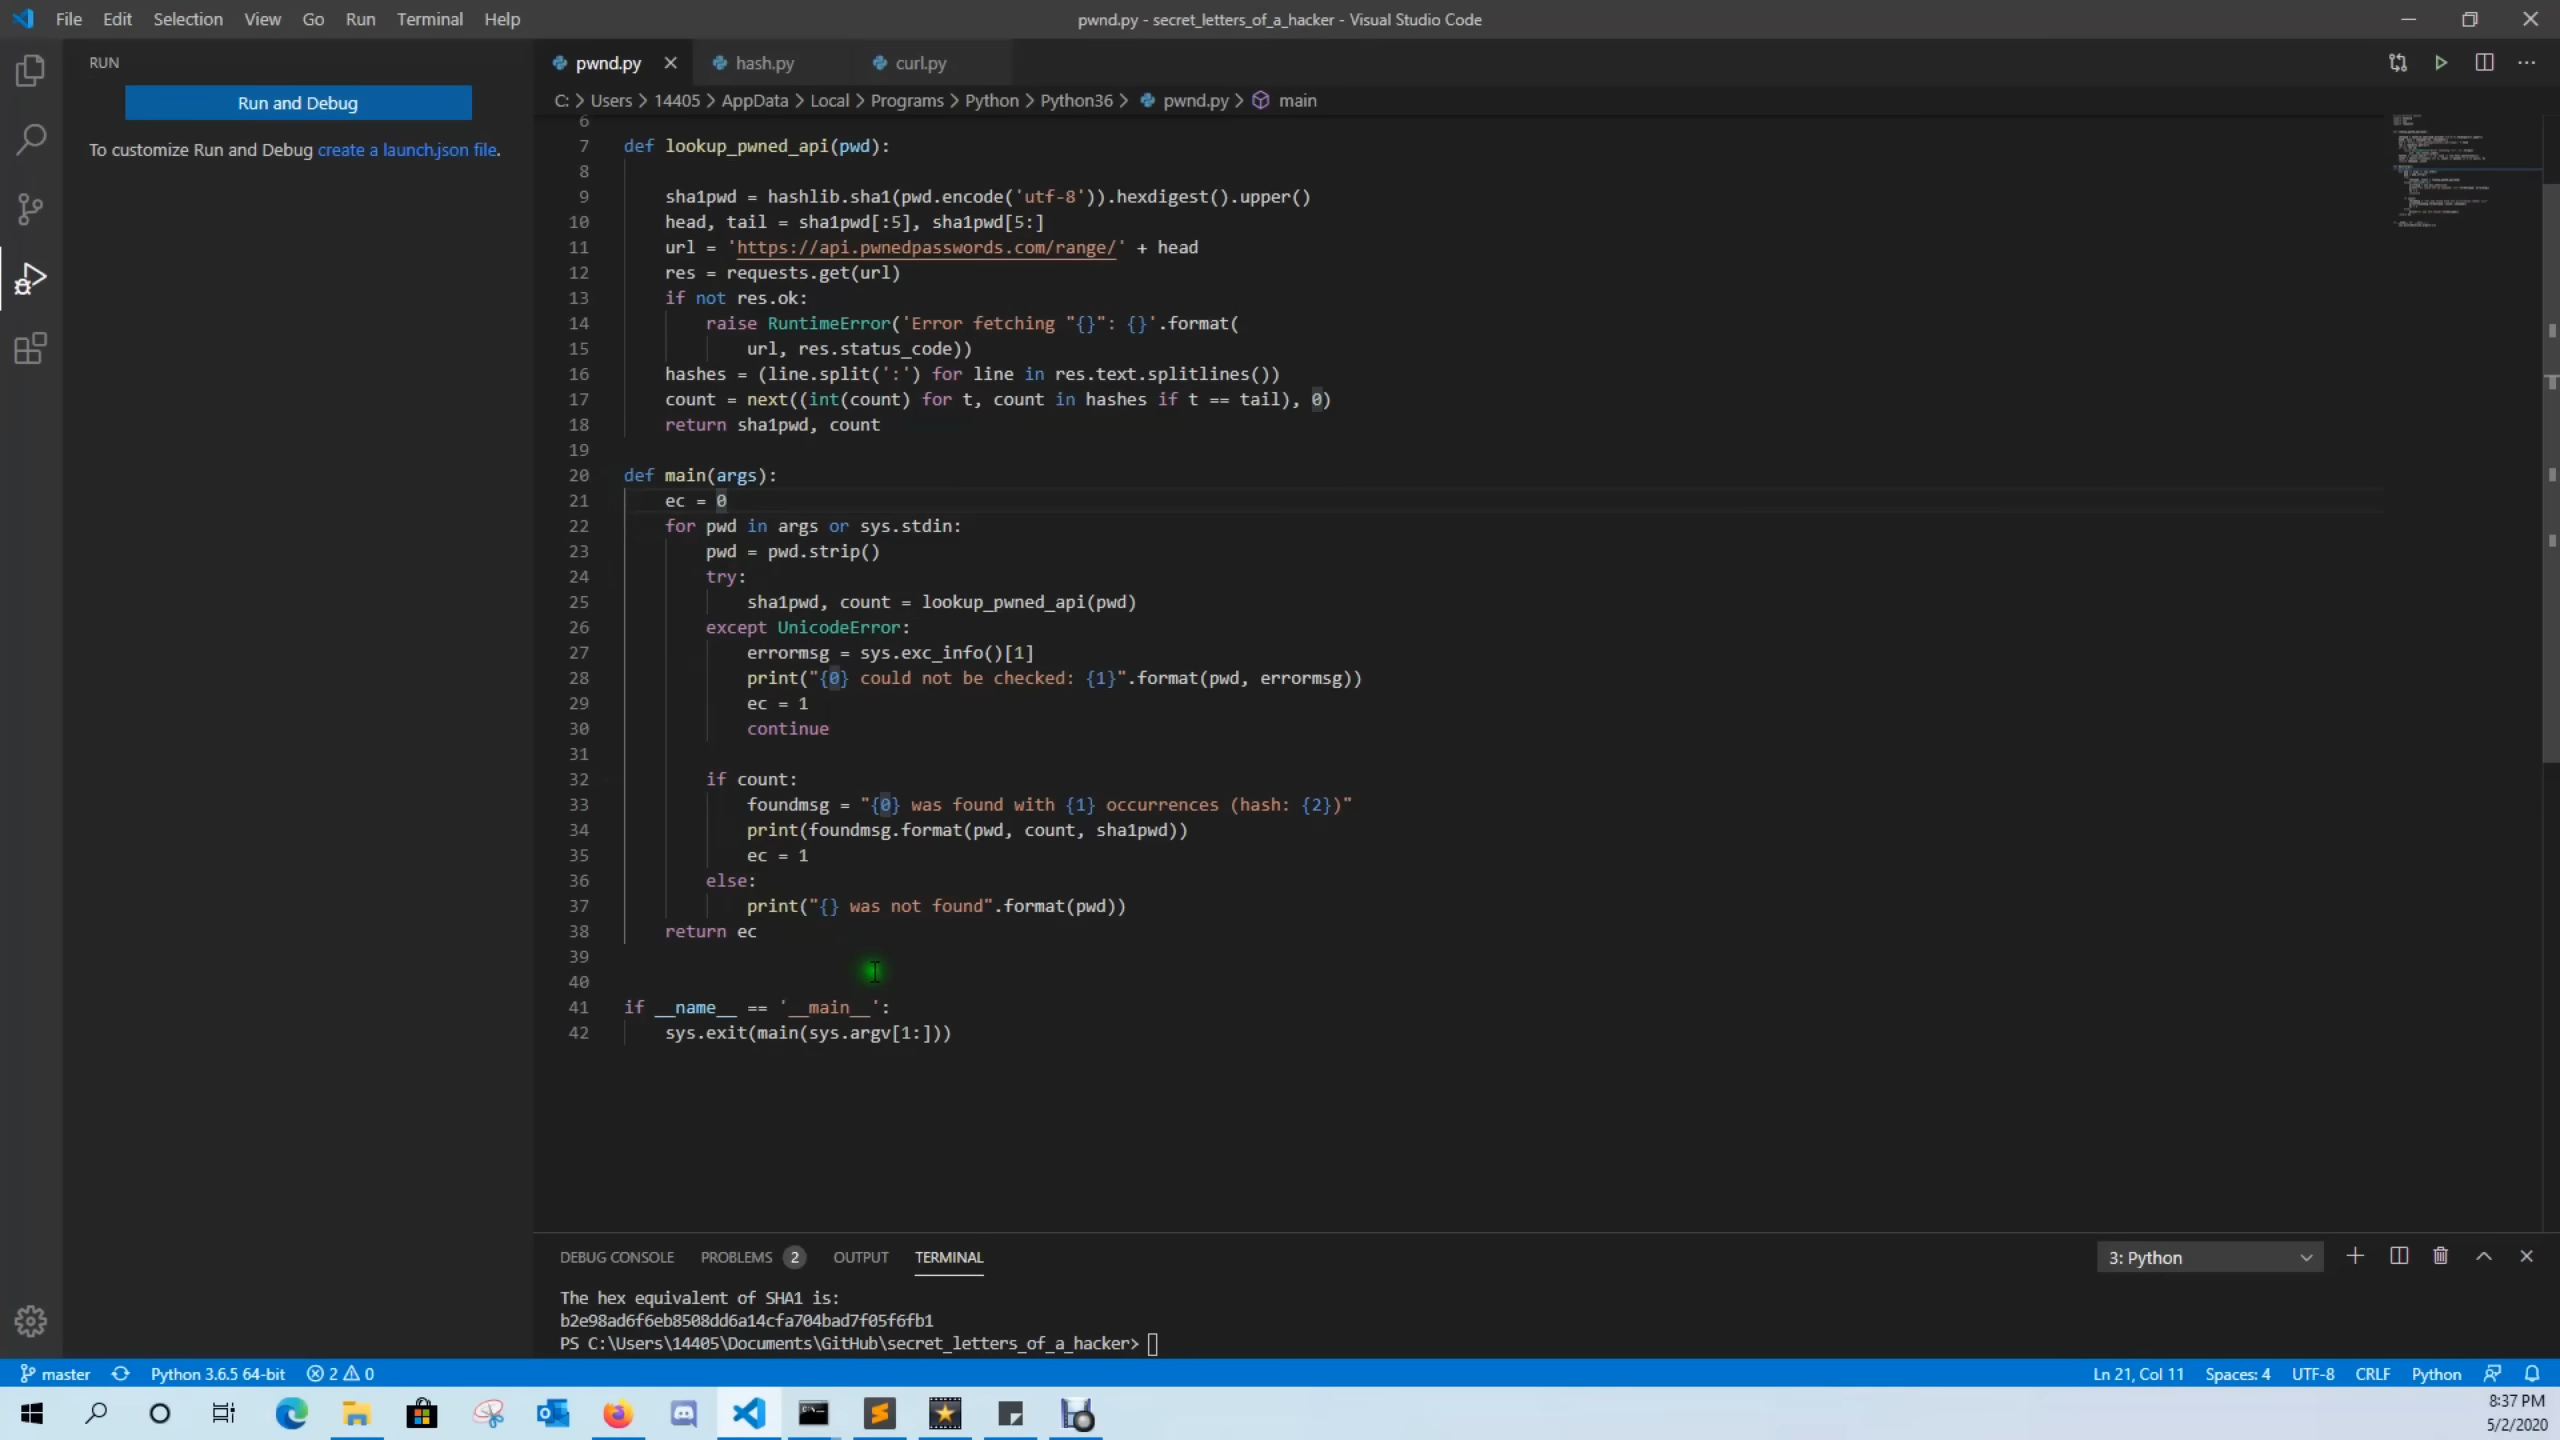 File Edit Selection View Go Run Terminal Help
pwnd.py - secret_letters_of_a_hacker - Visual Studio Code
RUN
Run and Debug
To customize Run and Debug create a launch.json file.
pwnd.py hash.py curl.py
C: > Users > 14405 > AppData > Local > Programs > Python > Python36 > pwnd.py > main
6
7 def lookup_pwned_api(pwd):
8
9 sha1pwd = hashlib.sha1(pwd.encode('utf-8')).hexdigest().upper()
10 head, tail = sha1pwd[:5], sha1pwd[5:]
11 url = 'https://api.pwnedpasswords.com/range/' + head
12 res = requests.get(url)
13 if not res.ok:
14 raise RuntimeError('Error fetching "{}": {}'.format(
15 url, res.status_code))
16 hashes = (line.split(':') for line in res.text.splitlines())
17 count = next((int(count) for t, count in hashes if t == tail), 0)
18 return sha1pwd, count
19
20 def main(args):
21 ec = 0
22 for pwd in args or sys.stdin:
23 pwd = pwd.strip()
24 try:
25 sha1pwd, count = lookup_pwned_api(pwd)
26 except UnicodeError:
27 errormsg = sys.exc_info()[1]
28 print("{0} could not be checked: {1}".format(pwd, errormsg))
29 ec = 1
30 continue
31
32 if count:
33 foundmsg = "{0} was found with {1} occurrences (hash: {2})"
34 print(foundmsg.format(pwd, count, sha1pwd))
35 ec = 1
36 else:
37 print("{} was not found".format(pwd))
38 return ec
39
40
41 if __name__ == '__main__':
42 sys.exit(main(sys.argv[1:]))
DEBUG CONSOLE PROBLEMS 2 OUTPUT TERMINAL
3: Python
The hex equivalent of SHA1 is:
b2e98ad6f6eb8508dd6a14cfa704bad7f05f6fb1
PS C:\Users\14405\Documents\GitHub\secret_letters_of_a_hacker>
master Python 3.6.5 64-bit 2 0
Ln 21, Col 11 Spaces: 4 UTF-8 CRLF Python
8:37 PM
5/2/2020